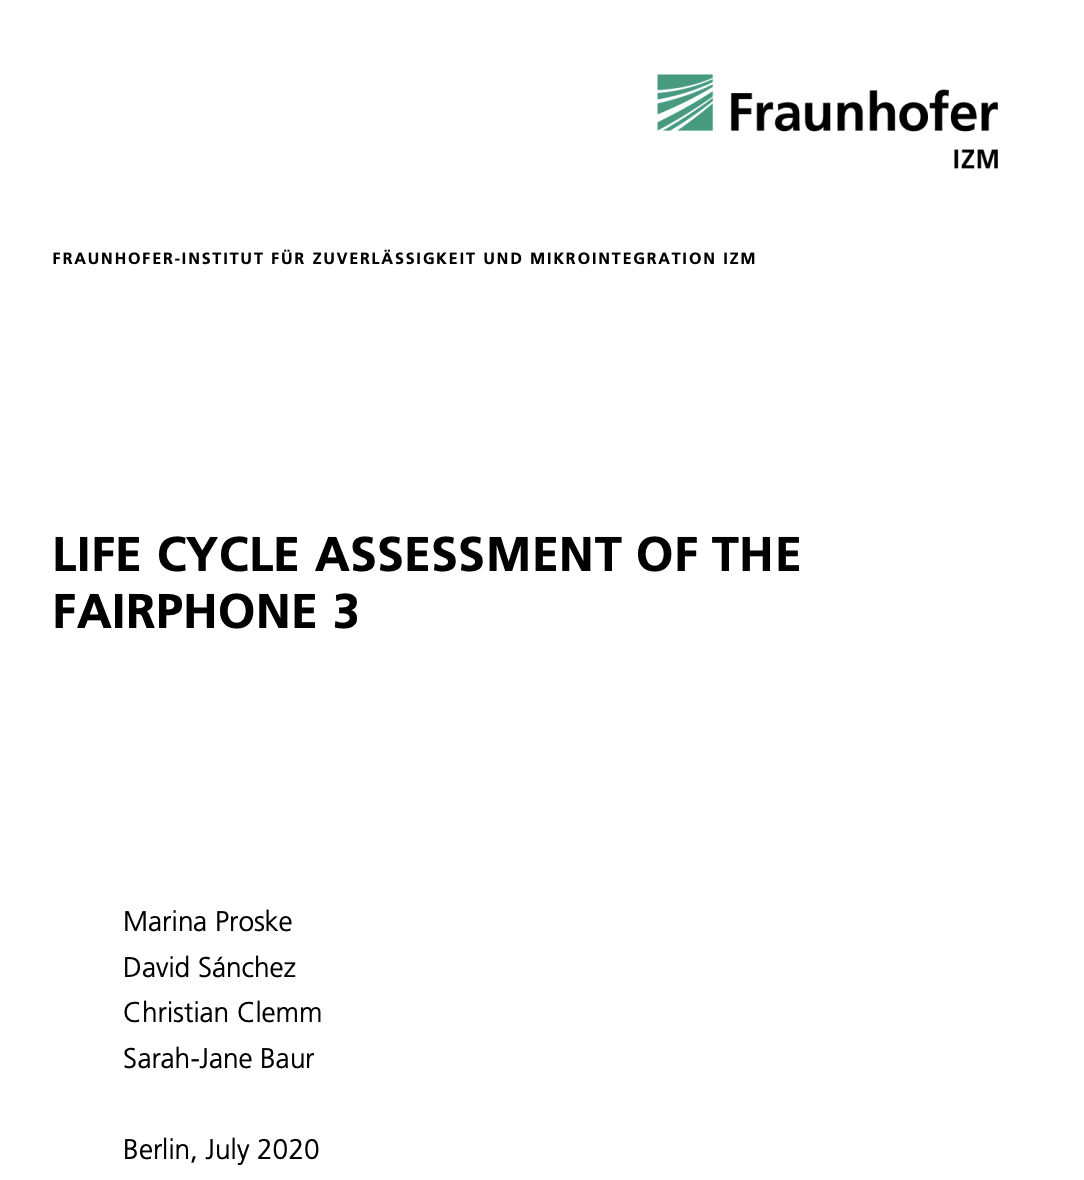 Fraunhofer
IZM
FRAUNHOFER-INSTITUT FÜR ZUVERLÄSSIGKEIT UND MIKROINTEGRATION IZM
LIFE CYCLE ASSESSMENT OF THE
FAIRPHONE 3
Marina Proske
David Sánchez
Christian Clemm
Sarah-Jane Baur
Berlin, July 2020